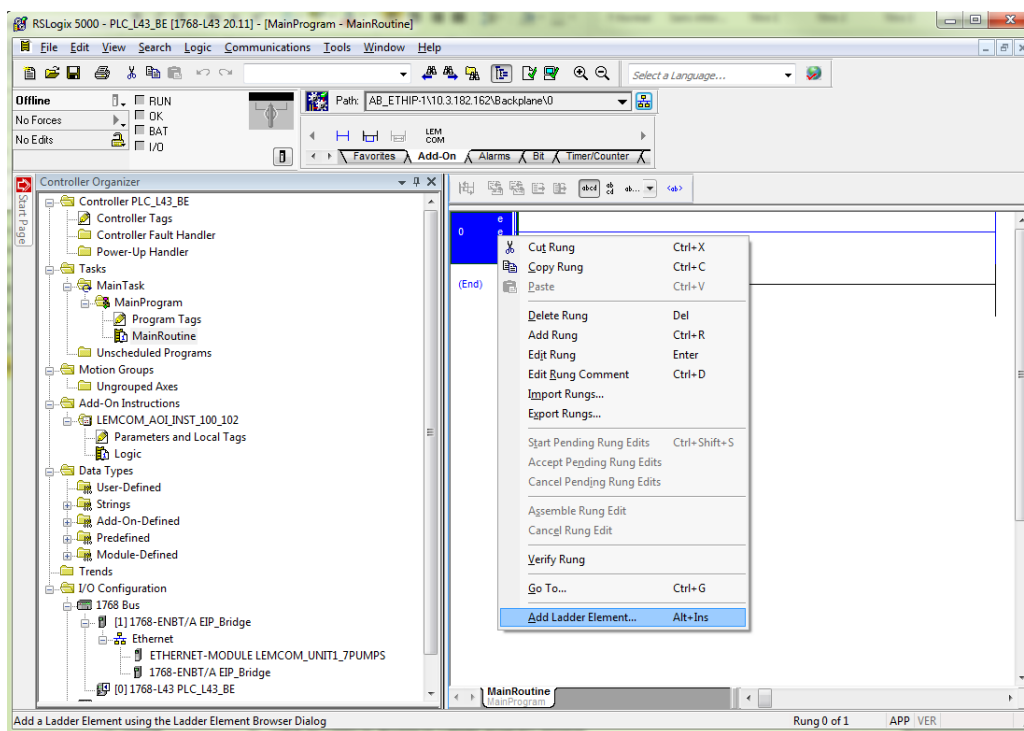 RSLogix 5000 - PLC_L43_BE [1768-L43 20.11] - [MainProgram - MainRoutine]
File Edit View Search Logic Communications Tools Window Help
Select a Language...
Offline RUN
No Forces OK
No Edits BAT
I/O
Path: AB_ETHIP-1\10.3.182.162\Backplane\0
LEM
COM
Favorites Add-On Alarms Bit Timer/Counter
Start Page
Controller Organizer
Controller PLC_L43_BE
Controller Tags
Controller Fault Handler
Power-Up Handler
Tasks
MainTask
MainProgram
Program Tags
MainRoutine
Unscheduled Programs
Motion Groups
Ungrouped Axes
Add-On Instructions
LEMCOM_AOI_INST_100_102
Parameters and Local Tags
Logic
Data Types
User-Defined
Strings
Add-On-Defined
Predefined
Module-Defined
Trends
I/O Configuration
1768 Bus
[1] 1768-ENBT/A EIP_Bridge
Ethernet
ETHERNET-MODULE LEMCOM_UNIT1_7PUMPS
1768-ENBT/A EIP_Bridge
[0] 1768-L43 PLC_L43_BE
abcd ab cd ab... <ab>
e
0 e
(End)
Cut Rung Ctrl+X
Copy Rung Ctrl+C
Paste Ctrl+V
Delete Rung Del
Add Rung Ctrl+R
Edit Rung Enter
Edit Rung Comment Ctrl+D
Import Rungs...
Export Rungs...
Start Pending Rung Edits Ctrl+Shift+S
Accept Pending Rung Edits
Cancel Pending Rung Edits
Assemble Rung Edit
Cancel Rung Edit
Verify Rung
Go To... Ctrl+G
Add Ladder Element... Alt+Ins
MainRoutine
MainProgram
Add a Ladder Element using the Ladder Element Browser Dialog Rung 0 of 1 APP VER